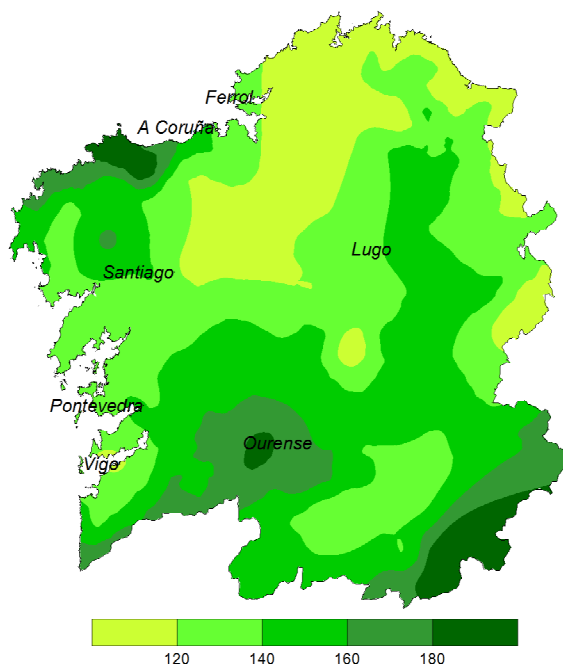 Ferrol
A Coruña
Lugo
Santiago
Pontevedra
Ourense
Vigo
120 140 160 180